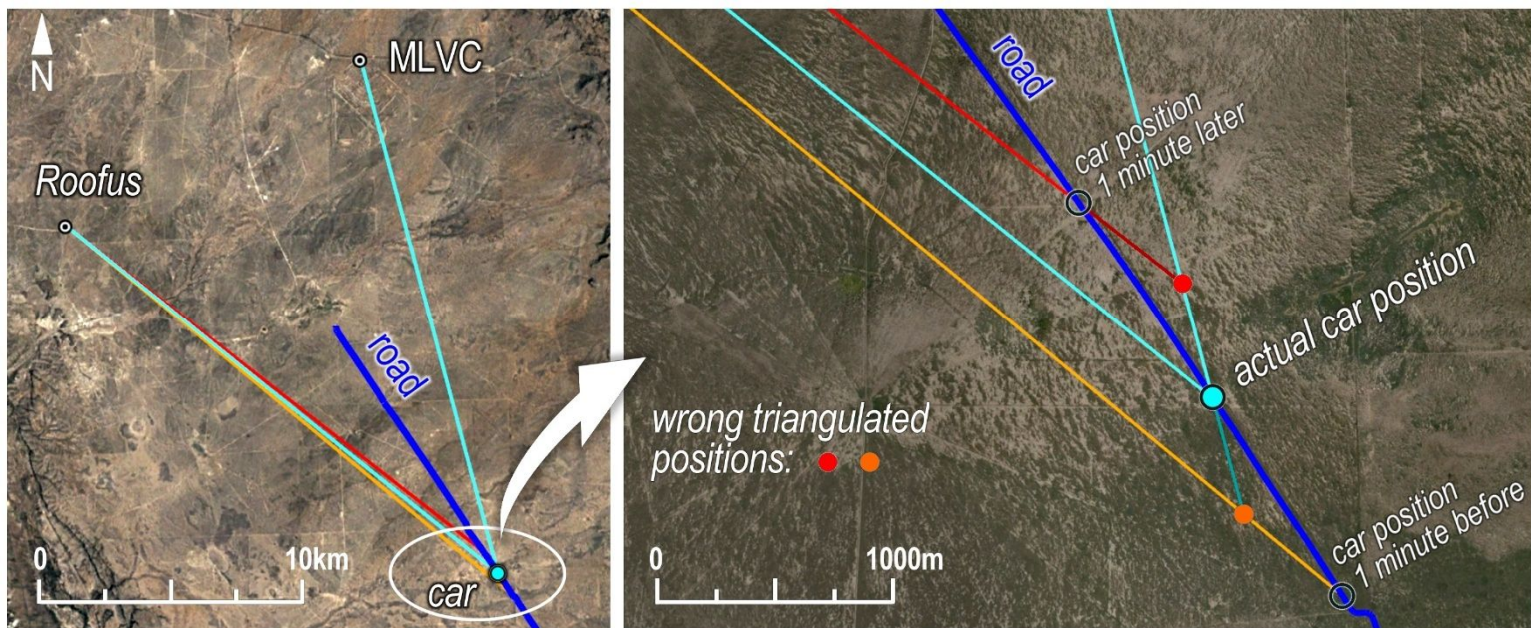 N
MLVC
Roofus
road
0
10km
car
road
car position
1 minute later
actual car position
wrong triangulated
positions:
0
1000m
car position
1 minute before